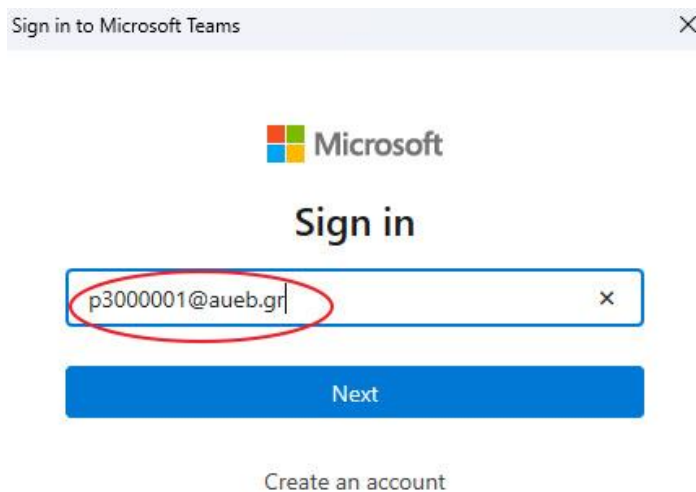 Sign in to Microsoft Teams
Microsoft
Sign in
p3000001@aueb.gr
Next
Create an account